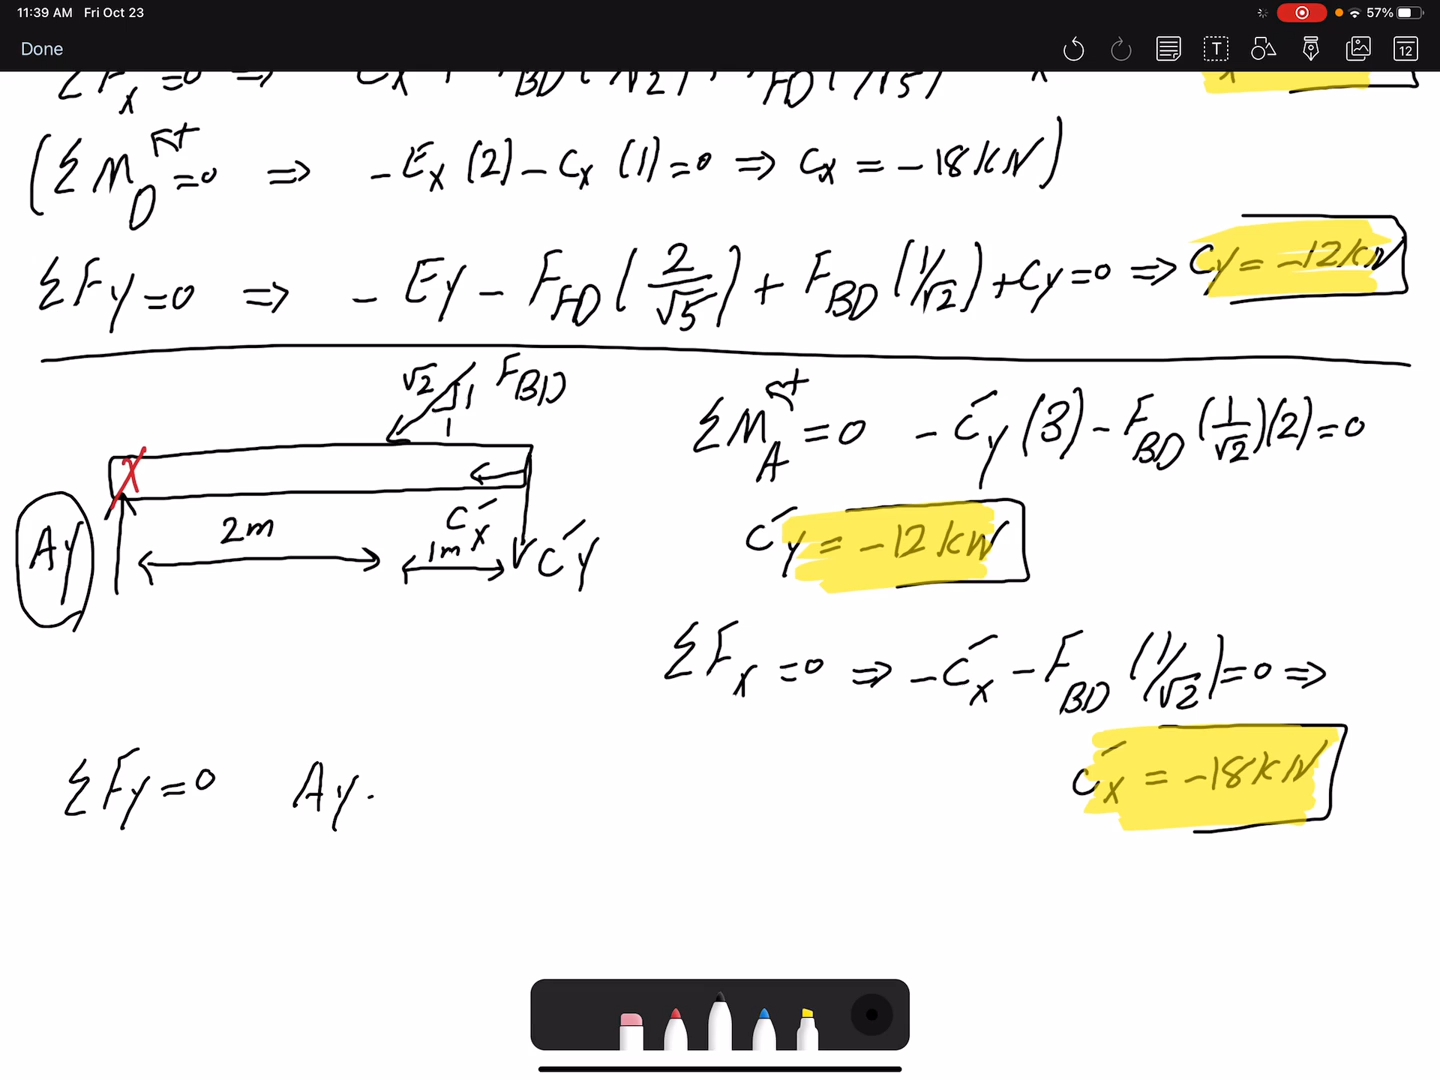 11:39 AM Fri Oct 23 57%
Done T 12
(ΣM_D = 0 ⇒ -E_x (2) - C_x (1) = 0 ⇒ C_x = -18 kN)
ΣF_y = 0 ⇒ - E_y - F_FD (2/√5) + F_BD (1/√2) + C_y = 0 ⇒ C_y = -12 kN
√2 1 1 F_BD
ΣM_A = 0 - C'_y (3) - F_BD (1/√2)(2) = 0
X
A_y 2m 1m C'_x C'_y
C'_y = -12 kN
ΣF_x = 0 ⇒ - C'_x - F_BD (1/√2) = 0 ⇒
C'_x = -18 kN
ΣF_y = 0 A_y -